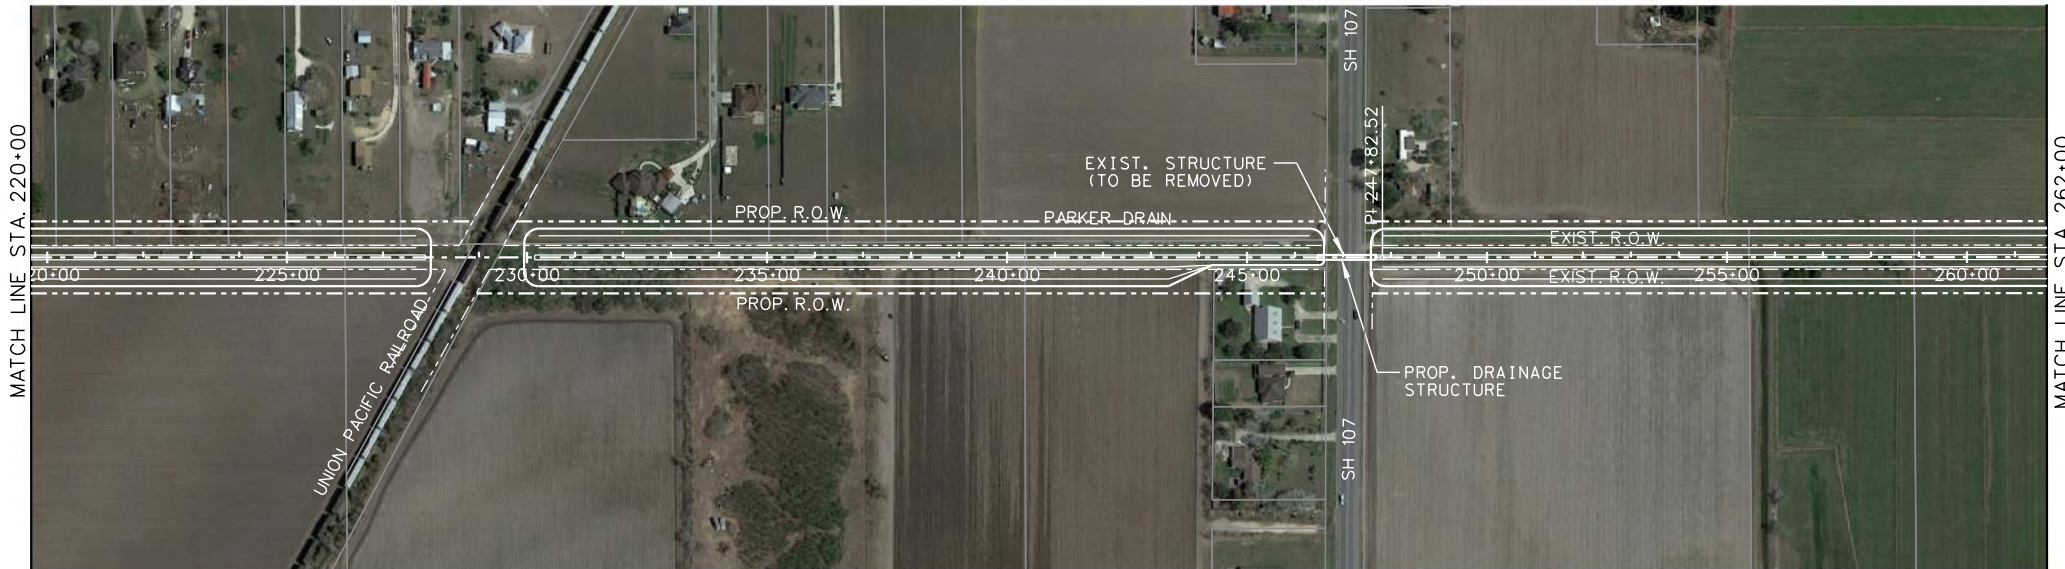 MATCH LINE STA. 220+00
SH 107
PI 247+82.52
EXIST. STRUCTURE
(TO BE REMOVED)
PROP. R.O.W.
PARKER DRAIN
EXIST. R.O.W.
20+00
225+00
230+00
235+00
240+00
245+00
250+00
255+00
260+00
EXIST. R.O.W.
PROP. R.O.W.
UNION PACIFIC RAILROAD
PROP. DRAINAGE
STRUCTURE
SH 107
MATCH LINE STA. 262+00